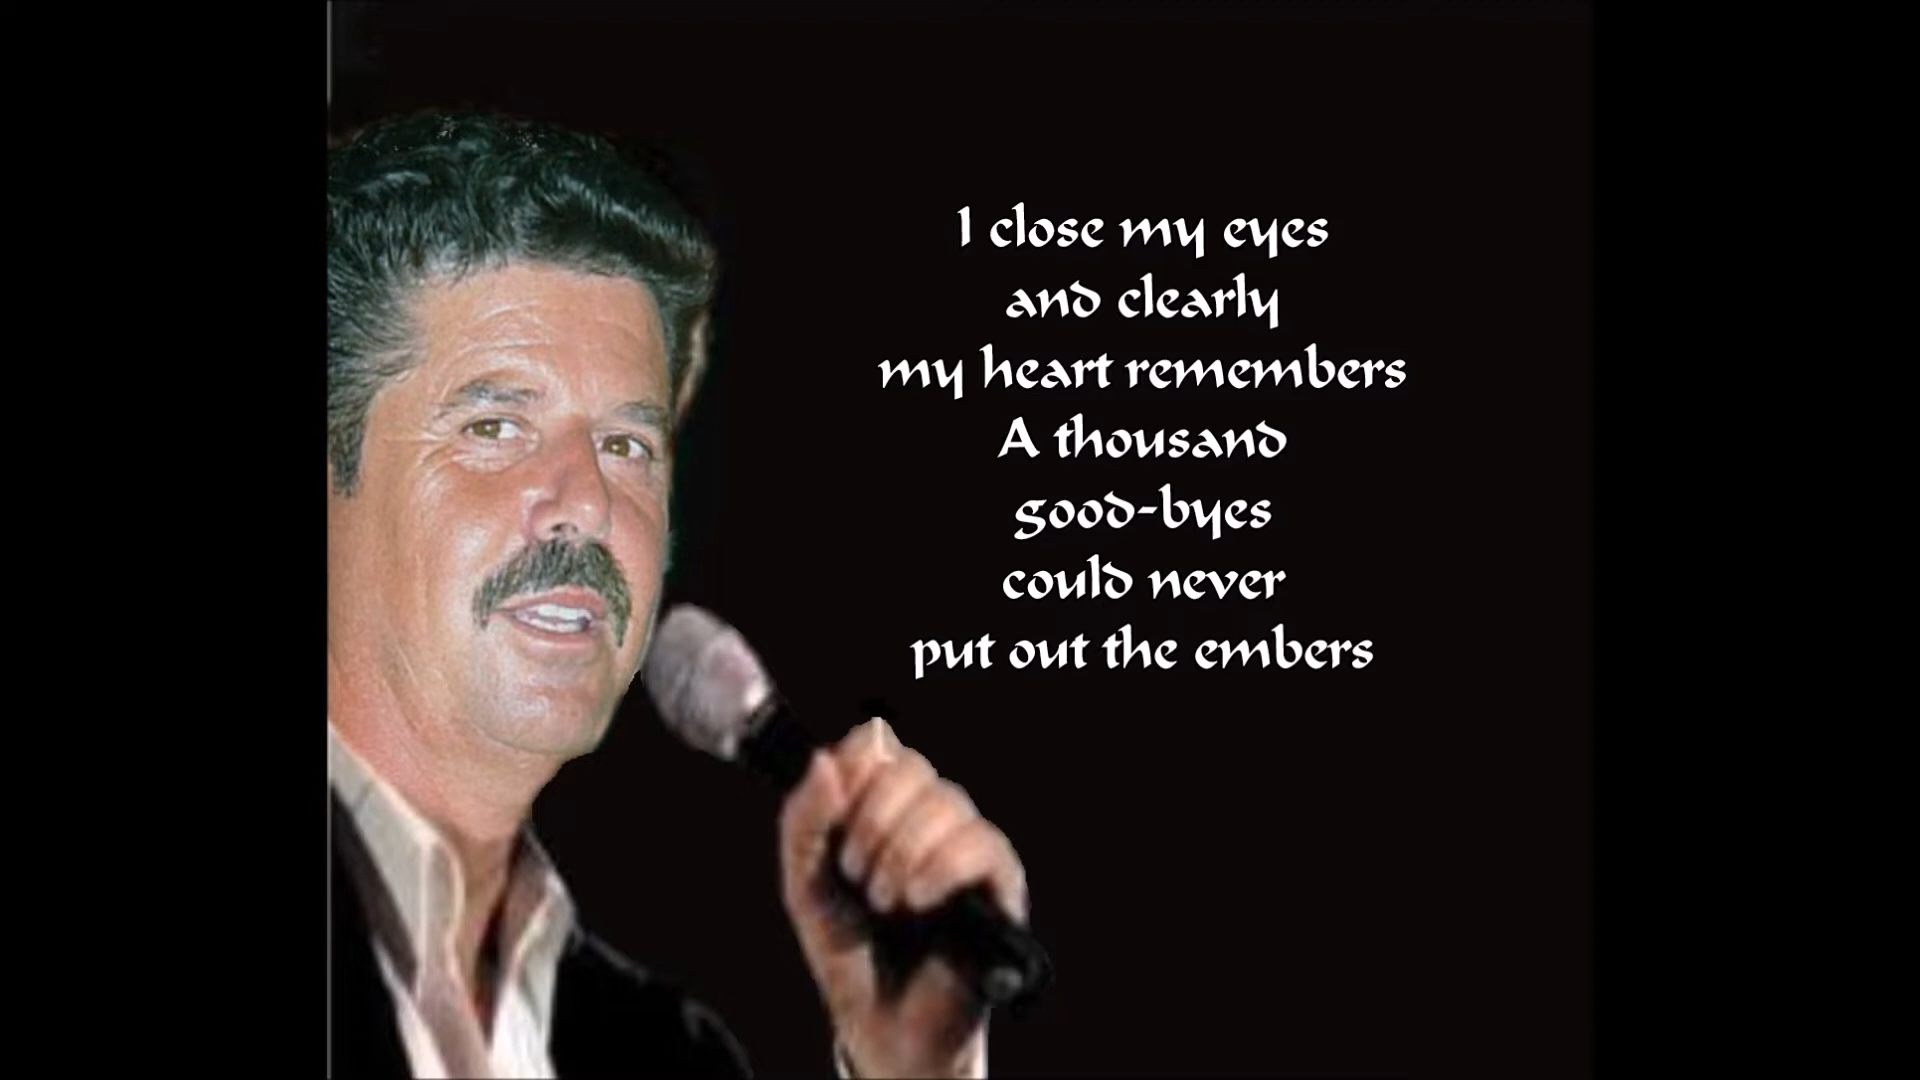 I close my eyes
and clearly
my heart remembers
A thousand
good-byes
could never
put out the embers